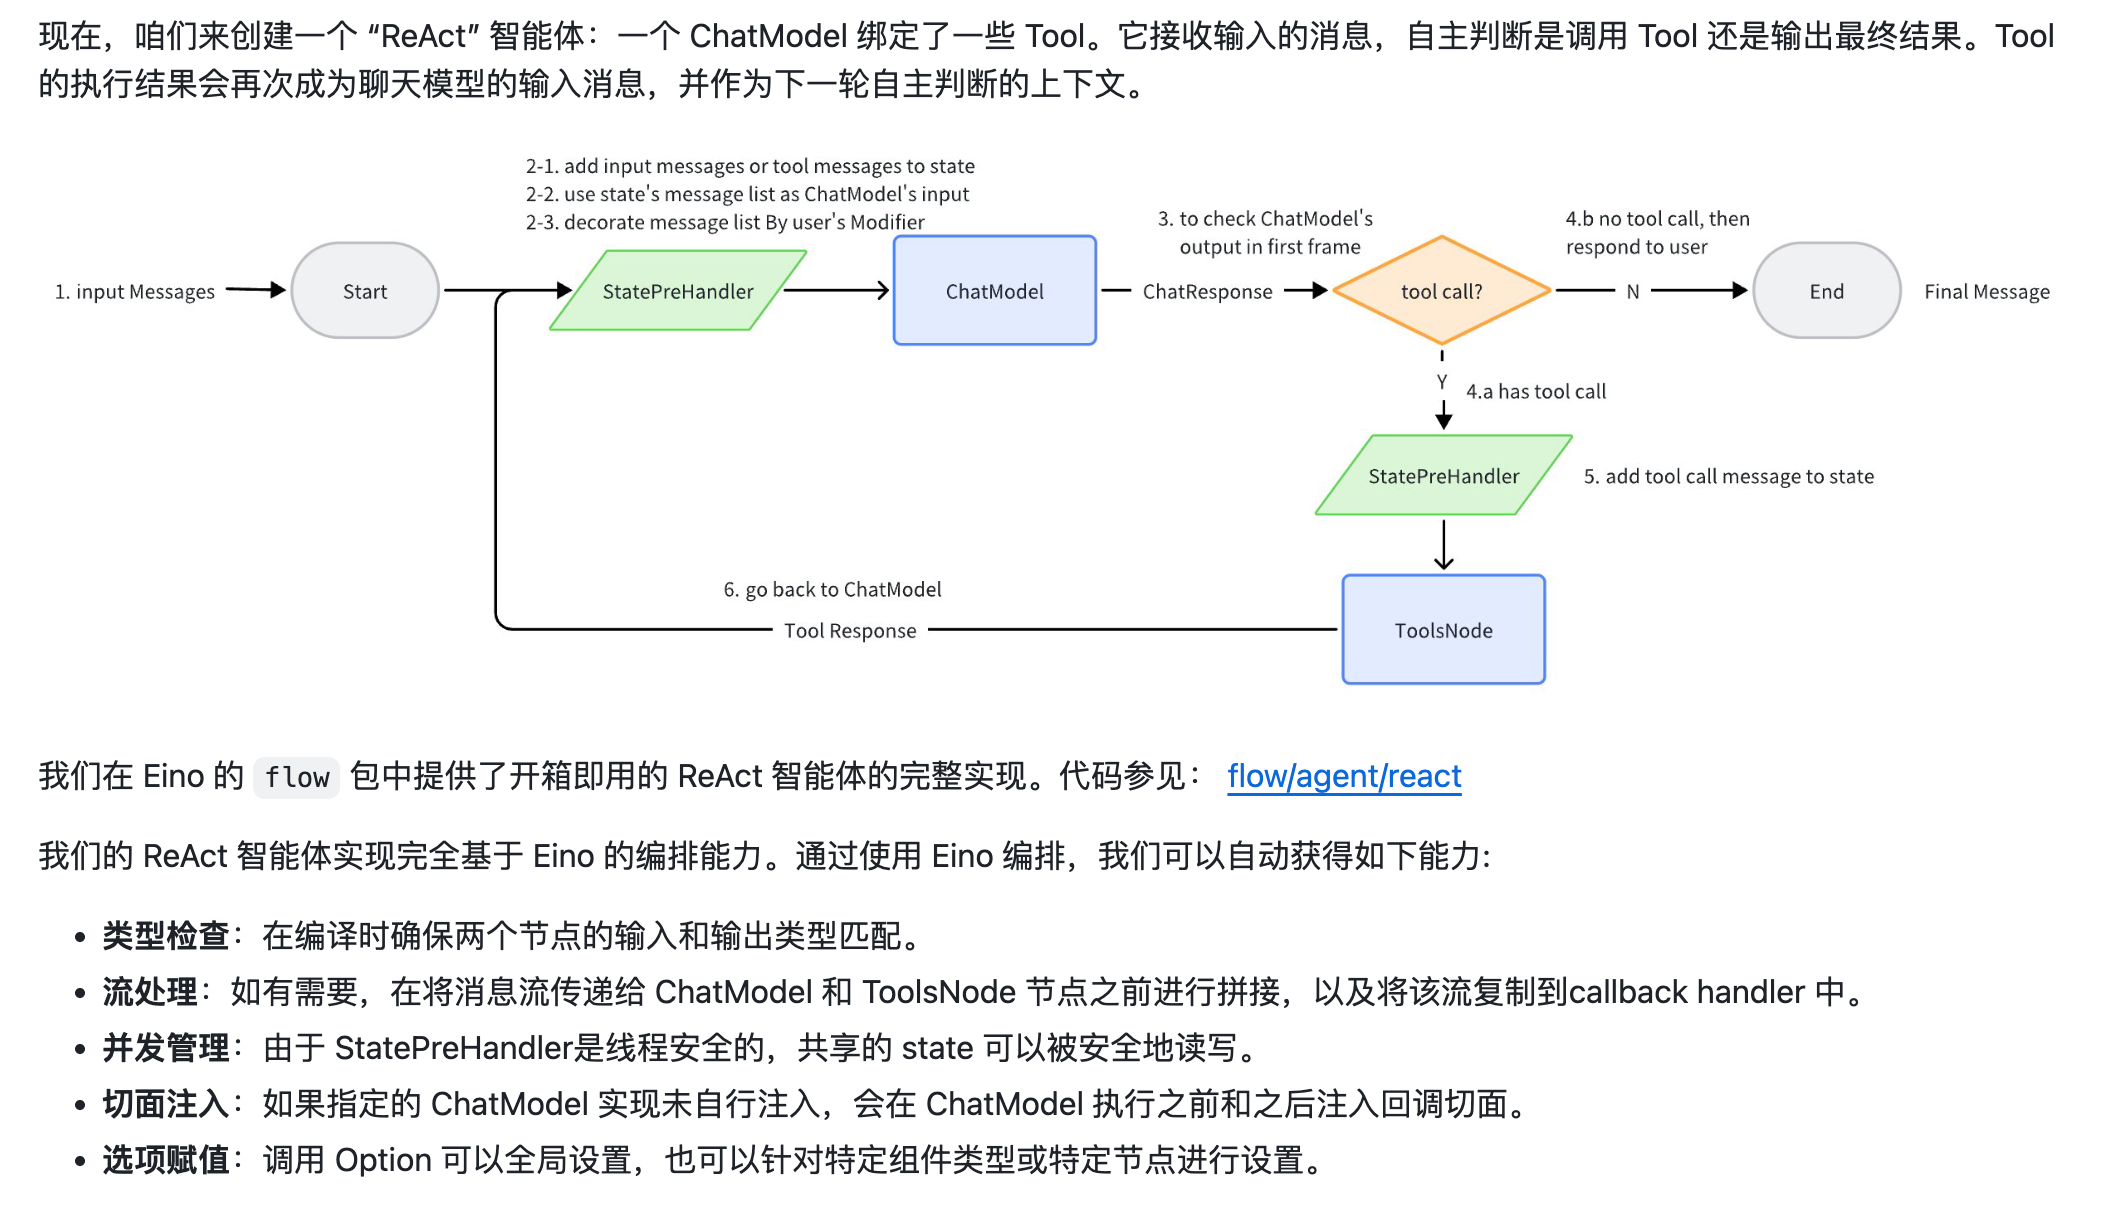 现在，咱们来创建一个 “ReAct” 智能体：一个 ChatModel 绑定了一些 Tool。它接收输入的消息，自主判断是调用 Tool 还是输出最终结果。Tool
的执行结果会再次成为聊天模型的输入消息，并作为下一轮自主判断的上下文。
2-1. add input messages or tool messages to state
2-2. use state's message list as ChatModel's input
2-3. decorate message list By user's Modifier
3. to check ChatModel's
output in first frame
4.b no tool call, then
respond to user
1. input Messages
Start
StatePreHandler
ChatModel
ChatResponse
tool call?
N
End
Final Message
Y
4.a has tool call
StatePreHandler
5. add tool call message to state
6. go back to ChatModel
Tool Response
ToolsNode
我们在 Eino 的 flow 包中提供了开箱即用的 ReAct 智能体的完整实现。代码参见： flow/agent/react
我们的 ReAct 智能体实现完全基于 Eino 的编排能力。通过使用 Eino 编排，我们可以自动获得如下能力:
• 类型检查：在编译时确保两个节点的输入和输出类型匹配。
• 流处理：如有需要，在将消息流传递给 ChatModel 和 ToolsNode 节点之前进行拼接，以及将该流复制到callback handler 中。
• 并发管理：由于 StatePreHandler是线程安全的，共享的 state 可以被安全地读写。
• 切面注入：如果指定的 ChatModel 实现未自行注入，会在 ChatModel 执行之前和之后注入回调切面。
• 选项赋值：调用 Option 可以全局设置，也可以针对特定组件类型或特定节点进行设置。